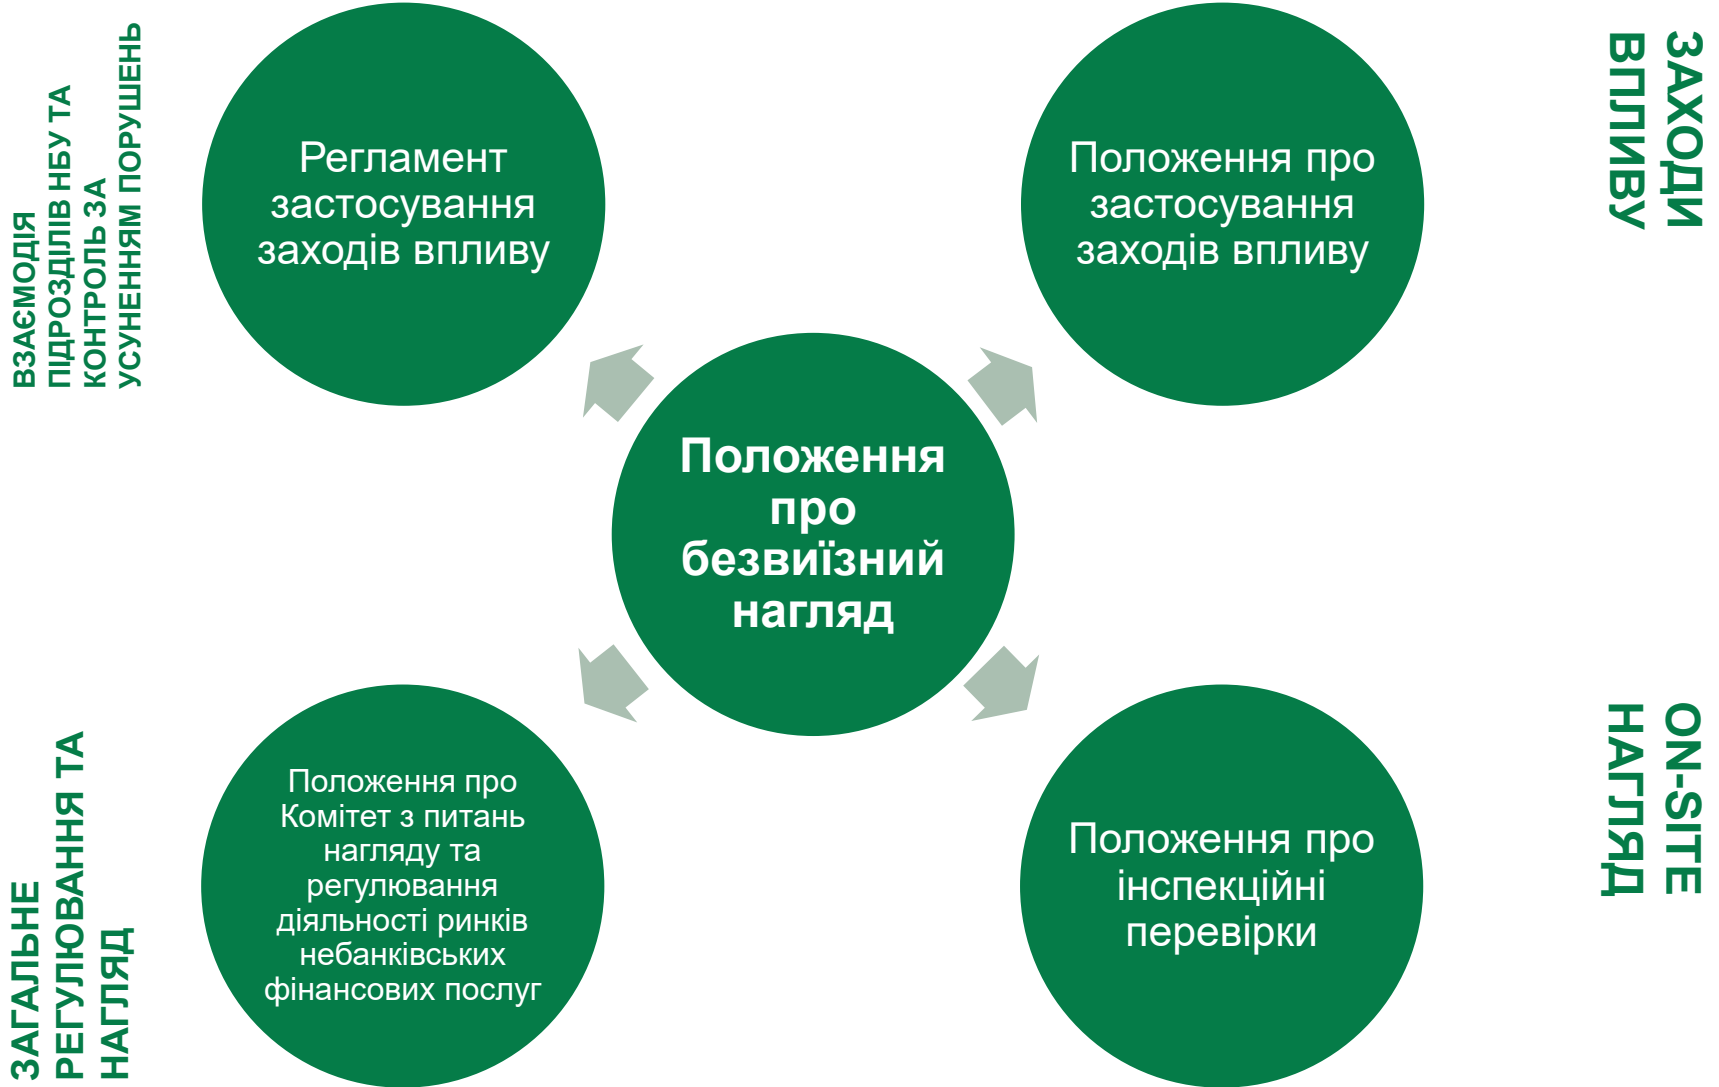 ВЗАЄМОДІЯ
ПІДРОЗДІЛІВ НБУ ТА
КОНТРОЛЬ ЗА
УСУНЕННЯМ ПОРУШЕНЬ
Регламент
застосування
заходів впливу
Положення про
застосування
заходів впливу
ЗАХОДИ
ВПЛИВУ
Положення
про
безвиїзний
нагляд
ЗАГАЛЬНЕ
РЕГУЛЮВАННЯ ТА
НАГЛЯД
Положення про
Комітет з питань
нагляду та
регулювання
діяльності ринків
небанківських
фінансових послуг
Положення про
інспекційні
перевірки
ON-SITE
НАГЛЯД